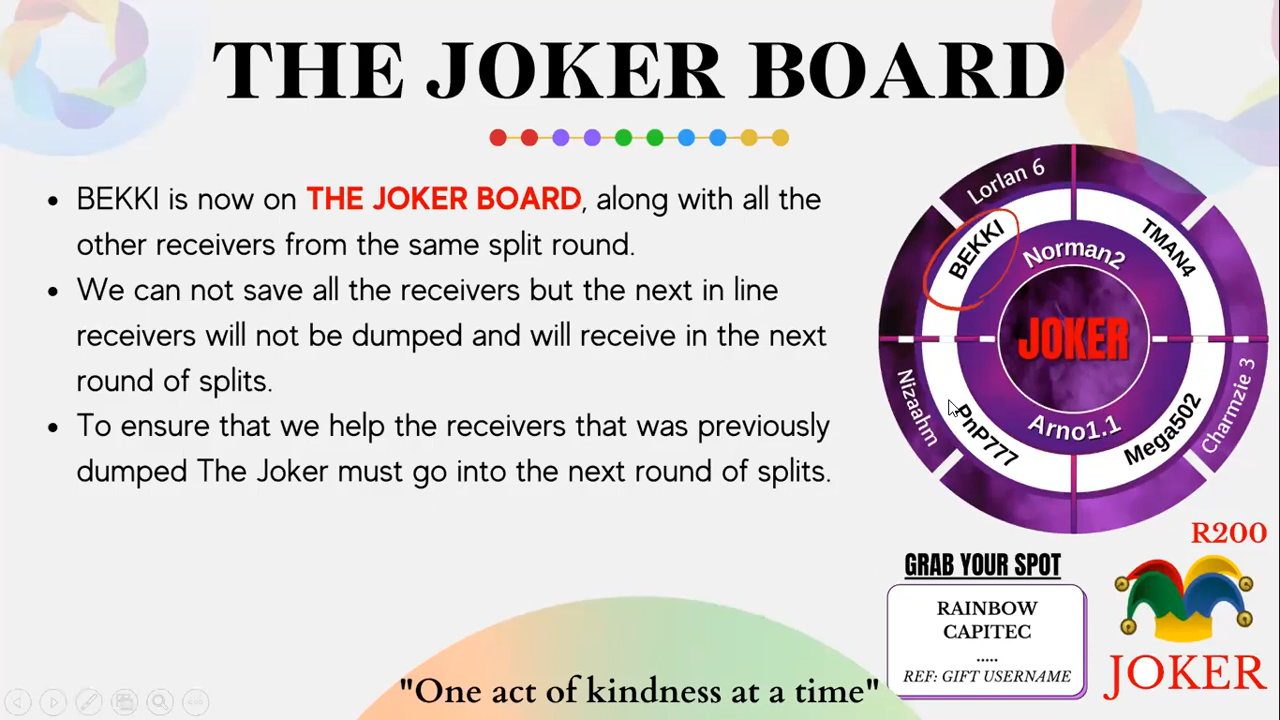 THE JOKER BOARD
• BEKKI is now on THE JOKER BOARD, along with all the
other receivers from the same split round.
• We can not save all the receivers but the next in line
receivers will not be dumped and will receive in the next
round of splits.
• To ensure that we help the receivers that was previously
dumped The Joker must go into the next round of splits.
Lorlan 6
BEKKI
TMAN4
Norman2
JOKER
Arno1.1
Nizaahm
PnP777
Mega502
Charmzie 3
R200
GRAB YOUR SPOT
RAINBOW
CAPITEC
.....
REF: GIFT USERNAME
JOKER
"One act of kindness at a time"